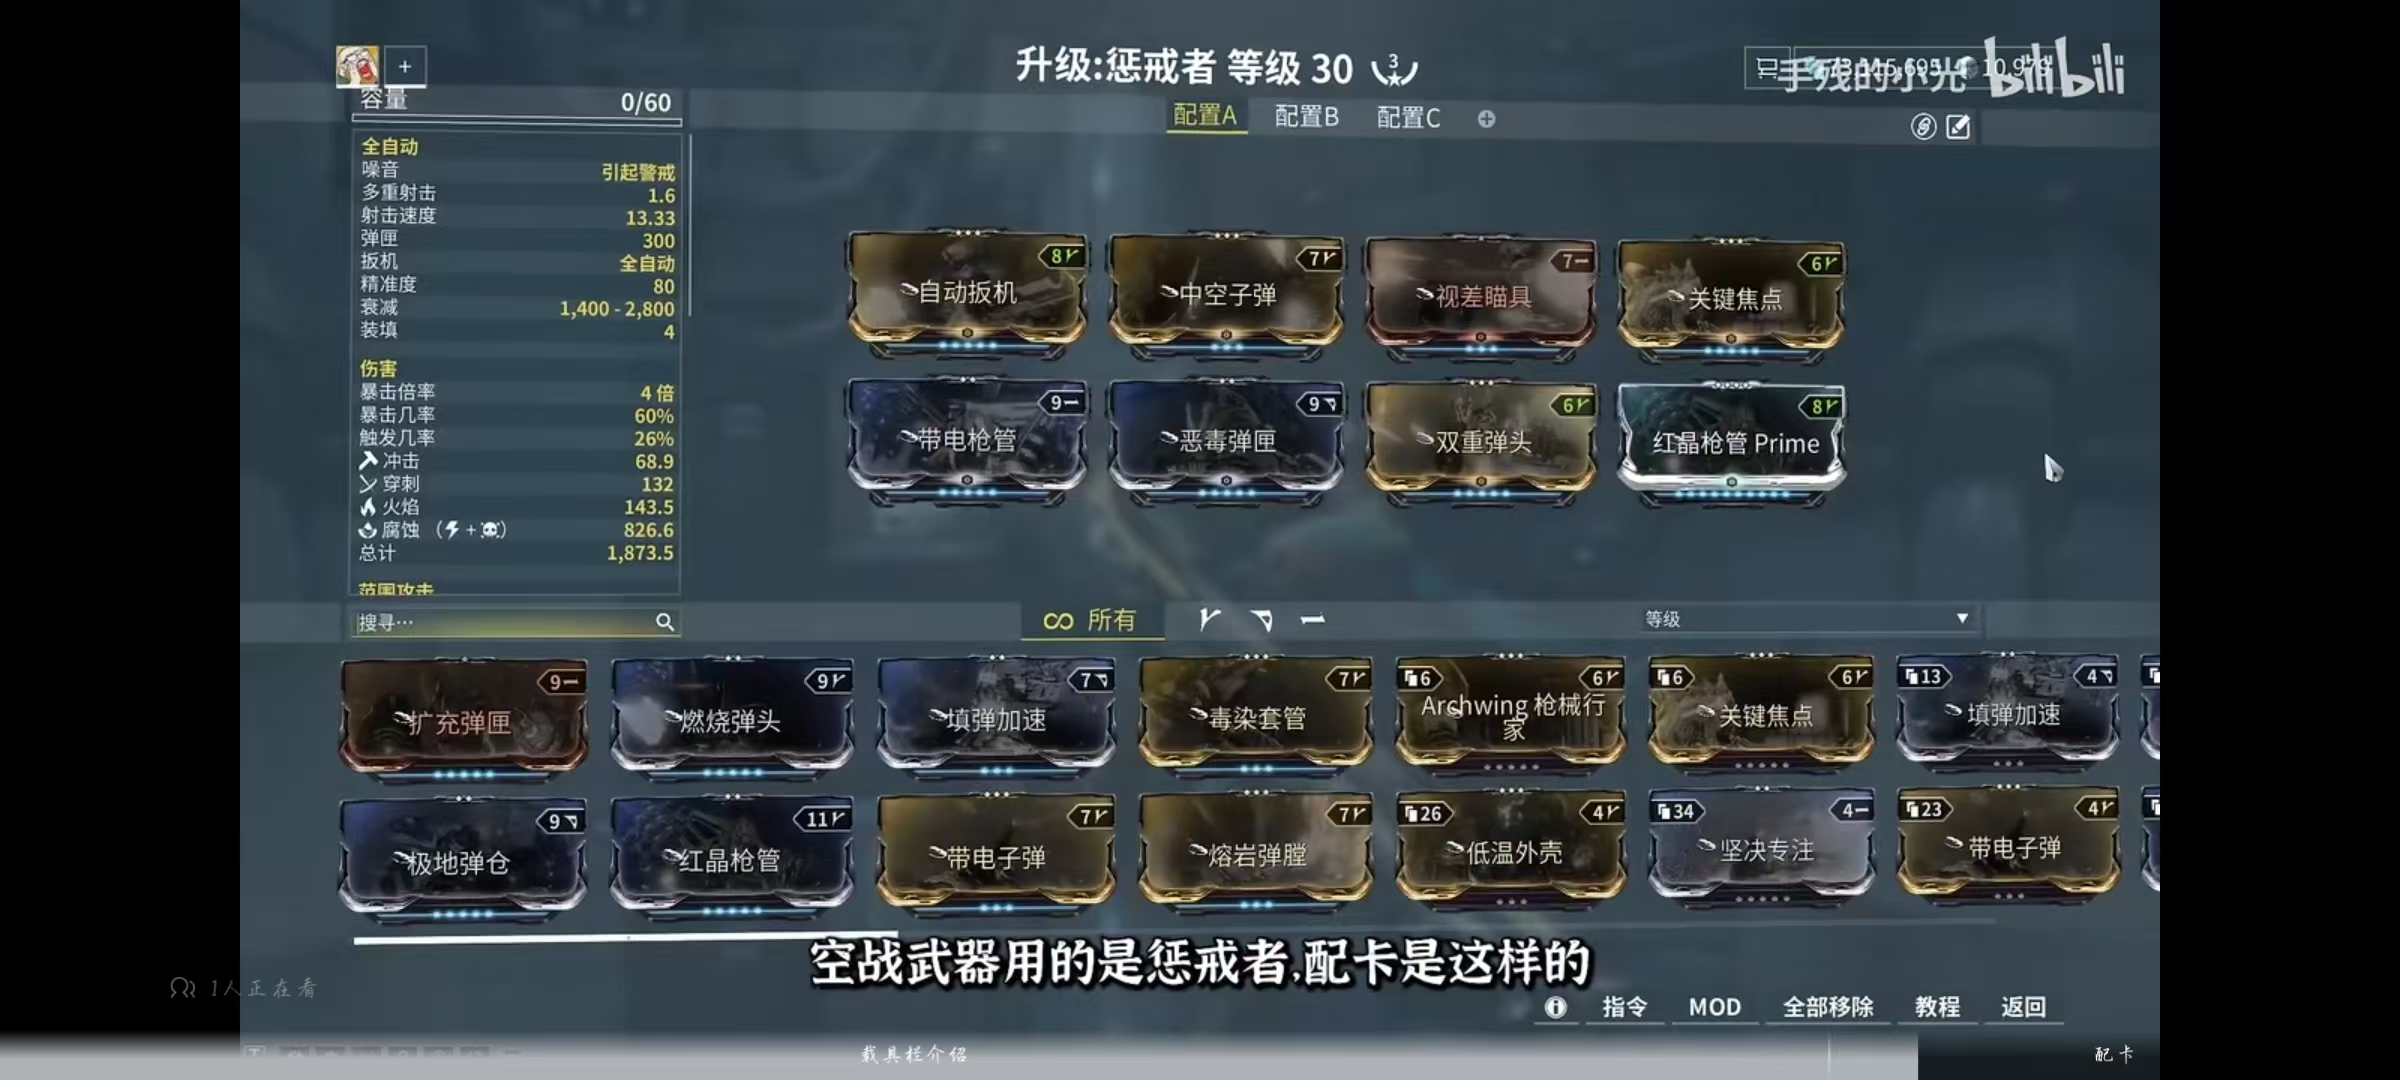 升级:惩戒者 等级 30
3
手残的小光
bilibili
+
容量 0/60
配置A 配置B 配置C
全自动
噪音 引起警戒
多重射击 1.6
射击速度 13.33
弹匣 300
扳机 全自动
精准度 80
衰减 1,400 - 2,800
装填 4
伤害
暴击倍率 4 倍
暴击几率 60%
触发几率 26%
冲击 68.9
穿刺 132
火焰 143.5
腐蚀 ( + ) 826.6
总计 1,873.5
范围攻击
8
自动扳机
7
中空子弹
7
视差瞄具
6
关键焦点
9
带电枪管
9
恶毒弹匣
6
双重弹头
8
红晶枪管 Prime
搜寻…
所有
等级
9
扩充弹匣
9
燃烧弹头
7
填弹加速
7
毒染套管
6 6
Archwing 枪械行
家
6 6
关键焦点
13 4
填弹加速
9
极地弹仓
11
红晶枪管
7
带电子弹
7
熔岩弹膛
26 4
低温外壳
34 4
坚决专注
23 4
带电子弹
空战武器用的是惩戒者,配卡是这样的
1人正在看
指令 MOD 全部移除 教程 返回
载具栏介绍
配卡